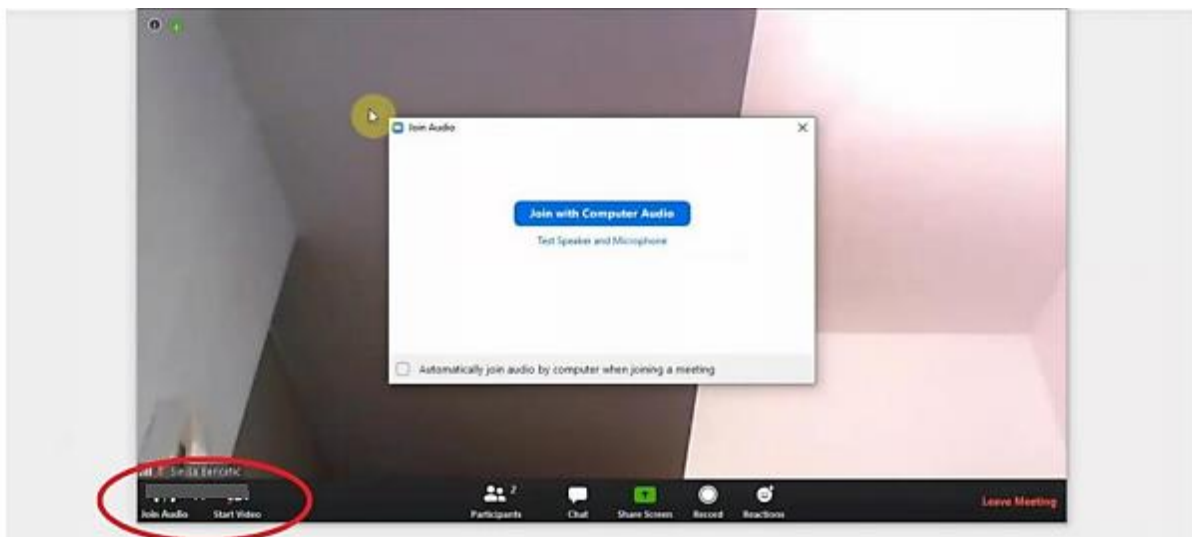 Join Audio
Join with Computer Audio
Test Speaker and Microphone
Automatically join audio by computer when joining a meeting
Join Audio Start Video Participants 2 Chat Share Screen Record Reactions Leave Meeting